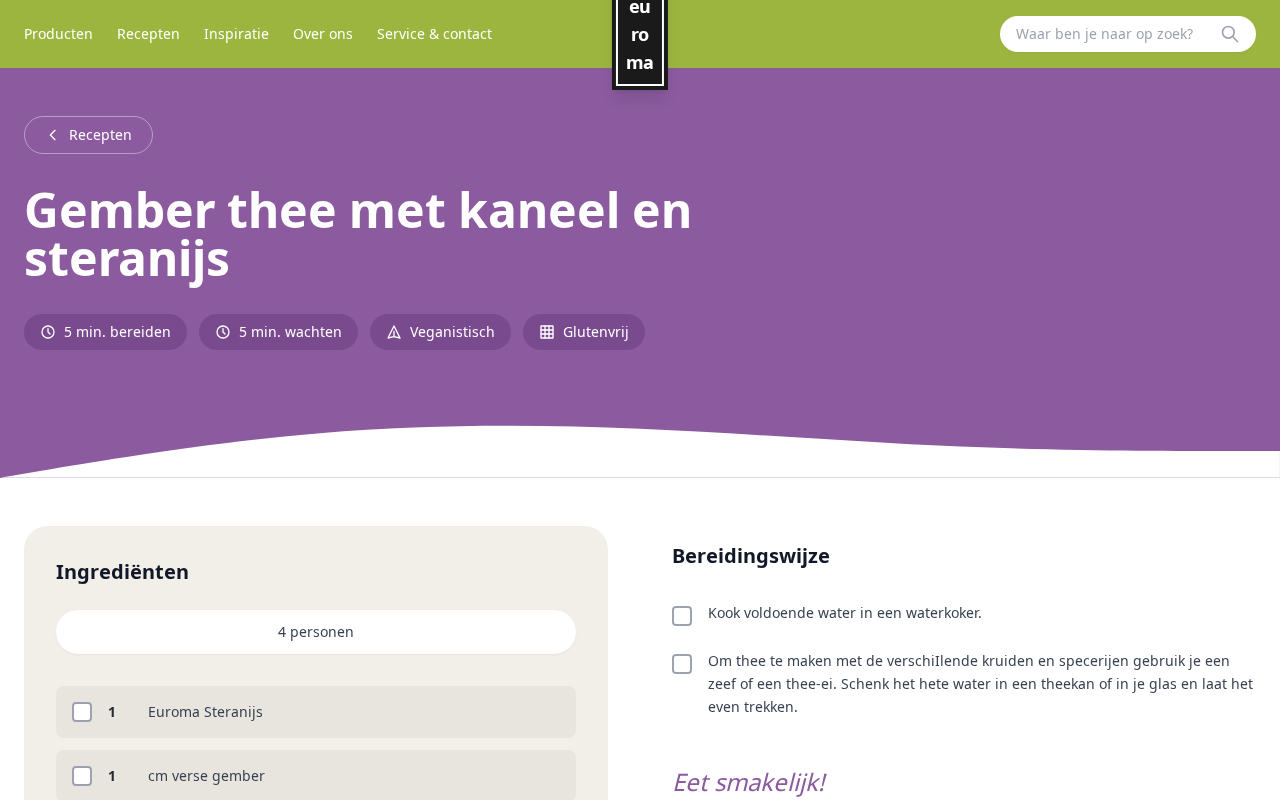 Producten Recepten Inspiratie Over ons Service & contact
eu
ro
ma
Waar ben je naar op zoek?
Recepten
Gember thee met kaneel en
steranijs
5 min. bereiden
5 min. wachten
Veganistisch
Glutenvrij
Ingrediënten
4 personen
1 Euroma Steranijs
1 cm verse gember
Bereidingswijze
Kook voldoende water in een waterkoker.
Om thee te maken met de verschiIlende kruiden en specerijen gebruik je een
zeef of een thee-ei. Schenk het hete water in een theekan of in je glas en laat het
even trekken.
Eet smakelijk!